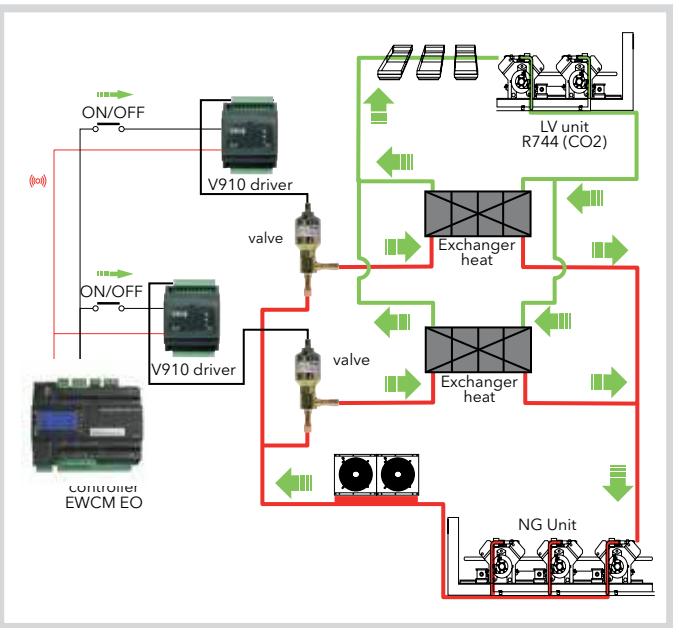 ON/OFF
V910 driver
LV unit
R744 (CO2)
valve
Exchanger
heat
ON/OFF
V910 driver
valve
Exchanger
heat
controller
EWCM EO
NG Unit